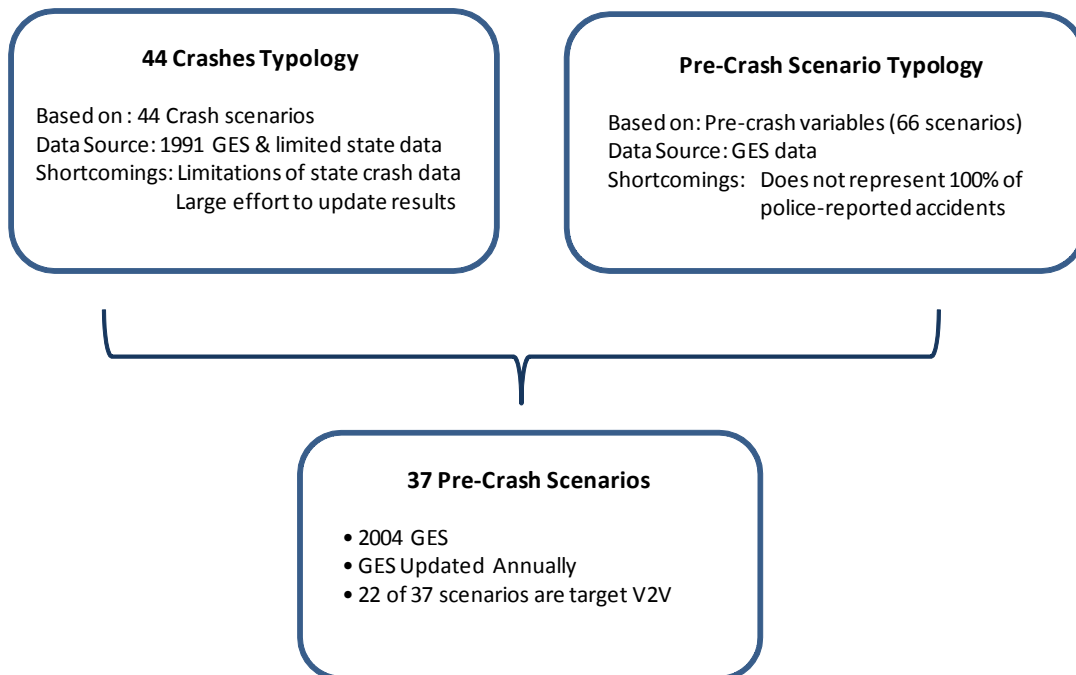 44 Crashes Typology
Based on : 44 Crash scenarios
Data Source: 1991 GES & limited state data
Shortcomings: Limitations of state crash data
Large effort to update results
Pre-Crash Scenario Typology
Based on: Pre-crash variables (66 scenarios)
Data Source: GES data
Shortcomings: Does not represent 100% of
police-reported accidents
37 Pre-Crash Scenarios
• 2004 GES
• GES Updated Annually
• 22 of 37 scenarios are target V2V